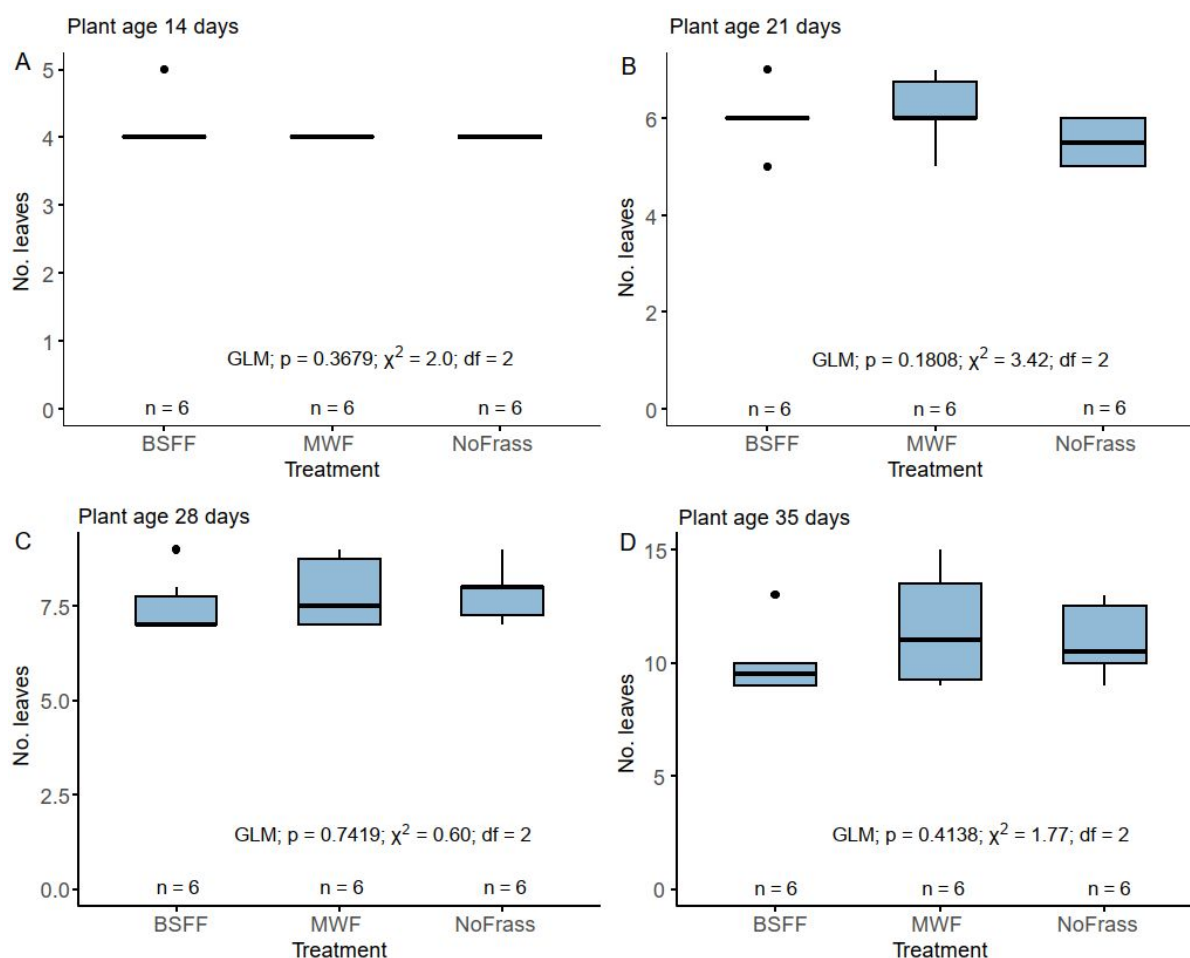 Plant age 14 days
A
5
4
3
2
1
0
No. leaves
GLM; p = 0.3679; χ² = 2.0; df = 2
n = 6 n = 6 n = 6
BSFF MWF NoFrass
Treatment
Plant age 21 days
B
6
4
2
0
No. leaves
GLM; p = 0.1808; χ² = 3.42; df = 2
n = 6 n = 6 n = 6
BSFF MWF NoFrass
Treatment
Plant age 28 days
C
7.5
5.0
2.5
0.0
No. leaves
GLM; p = 0.7419; χ² = 0.60; df = 2
n = 6 n = 6 n = 6
BSFF MWF NoFrass
Treatment
Plant age 35 days
D
15
10
5
0
No. leaves
GLM; p = 0.4138; χ² = 1.77; df = 2
n = 6 n = 6 n = 6
BSFF MWF NoFrass
Treatment